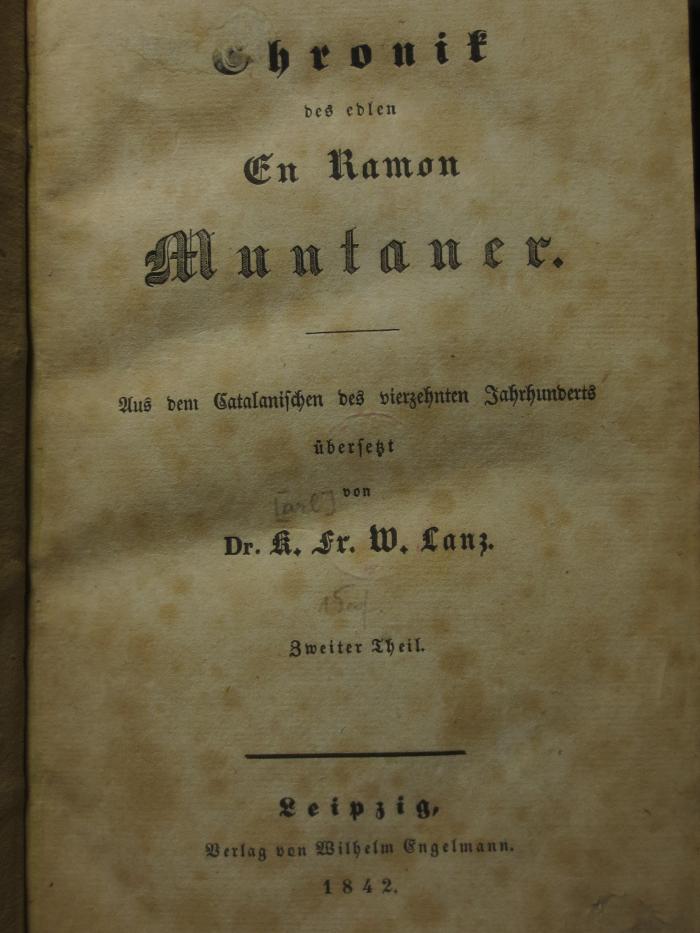 Chronik
des edlen
En Ramon
Muntaner.
Aus dem Catalanischen des vierzehnten Jahrhunderts
übersetzt
von
[arl]
Dr. K. Fr. W. Lanz.
Zweiter Theil.
Leipzig,
Verlag von Wilhelm Engelmann.
1842.